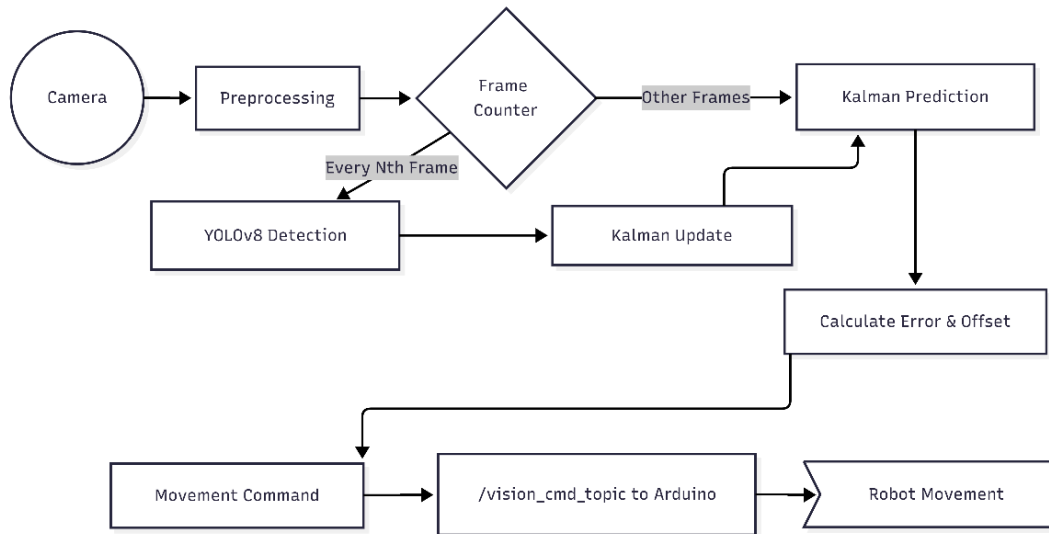 Camera
Preprocessing
Frame
Counter
Other Frames
Kalman Prediction
Every Nth Frame
YOLOv8 Detection
Kalman Update
Calculate Error & Offset
Movement Command
/vision_cmd_topic to Arduino
Robot Movement